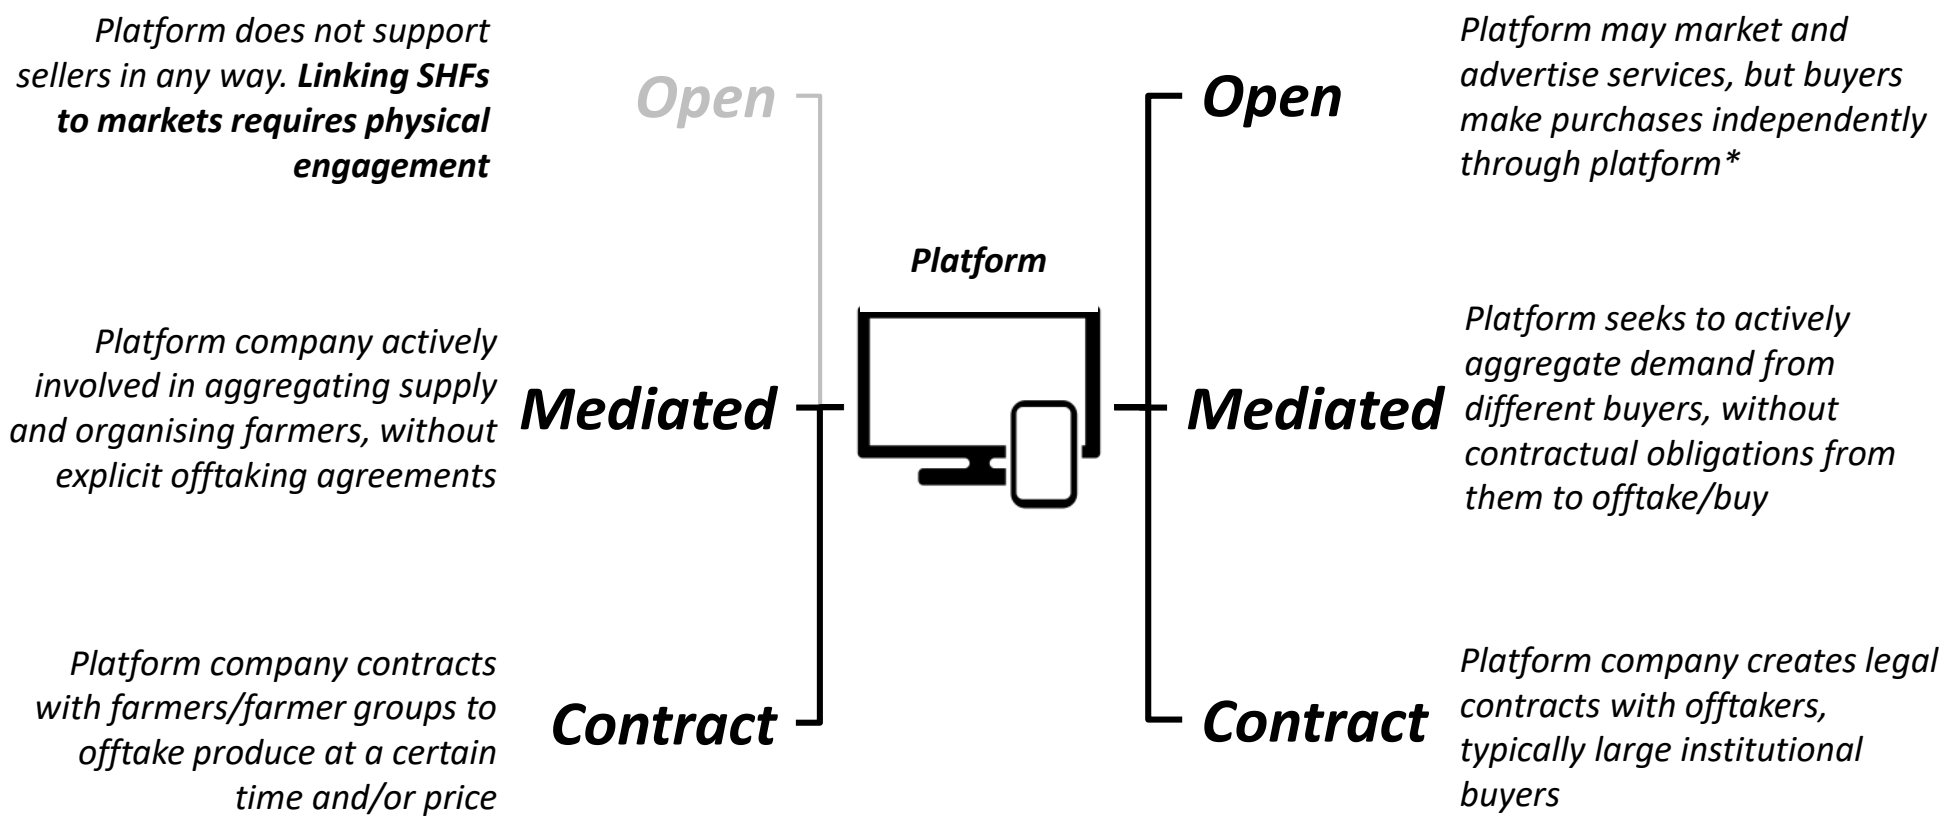 Platform does not support
sellers in any way. Linking SHFs
to markets requires physical
engagement
Open
Platform company actively
involved in aggregating supply
and organising farmers, without
explicit offtaking agreements
Mediated
Platform company contracts
with farmers/farmer groups to
offtake produce at a certain
time and/or price
Contract
Platform
Open
Platform may market and
advertise services, but buyers
make purchases independently
through platform*
Mediated
Platform seeks to actively
aggregate demand from
different buyers, without
contractual obligations from
them to offtake/buy
Contract
Platform company creates legal
contracts with offtakers,
typically large institutional
buyers